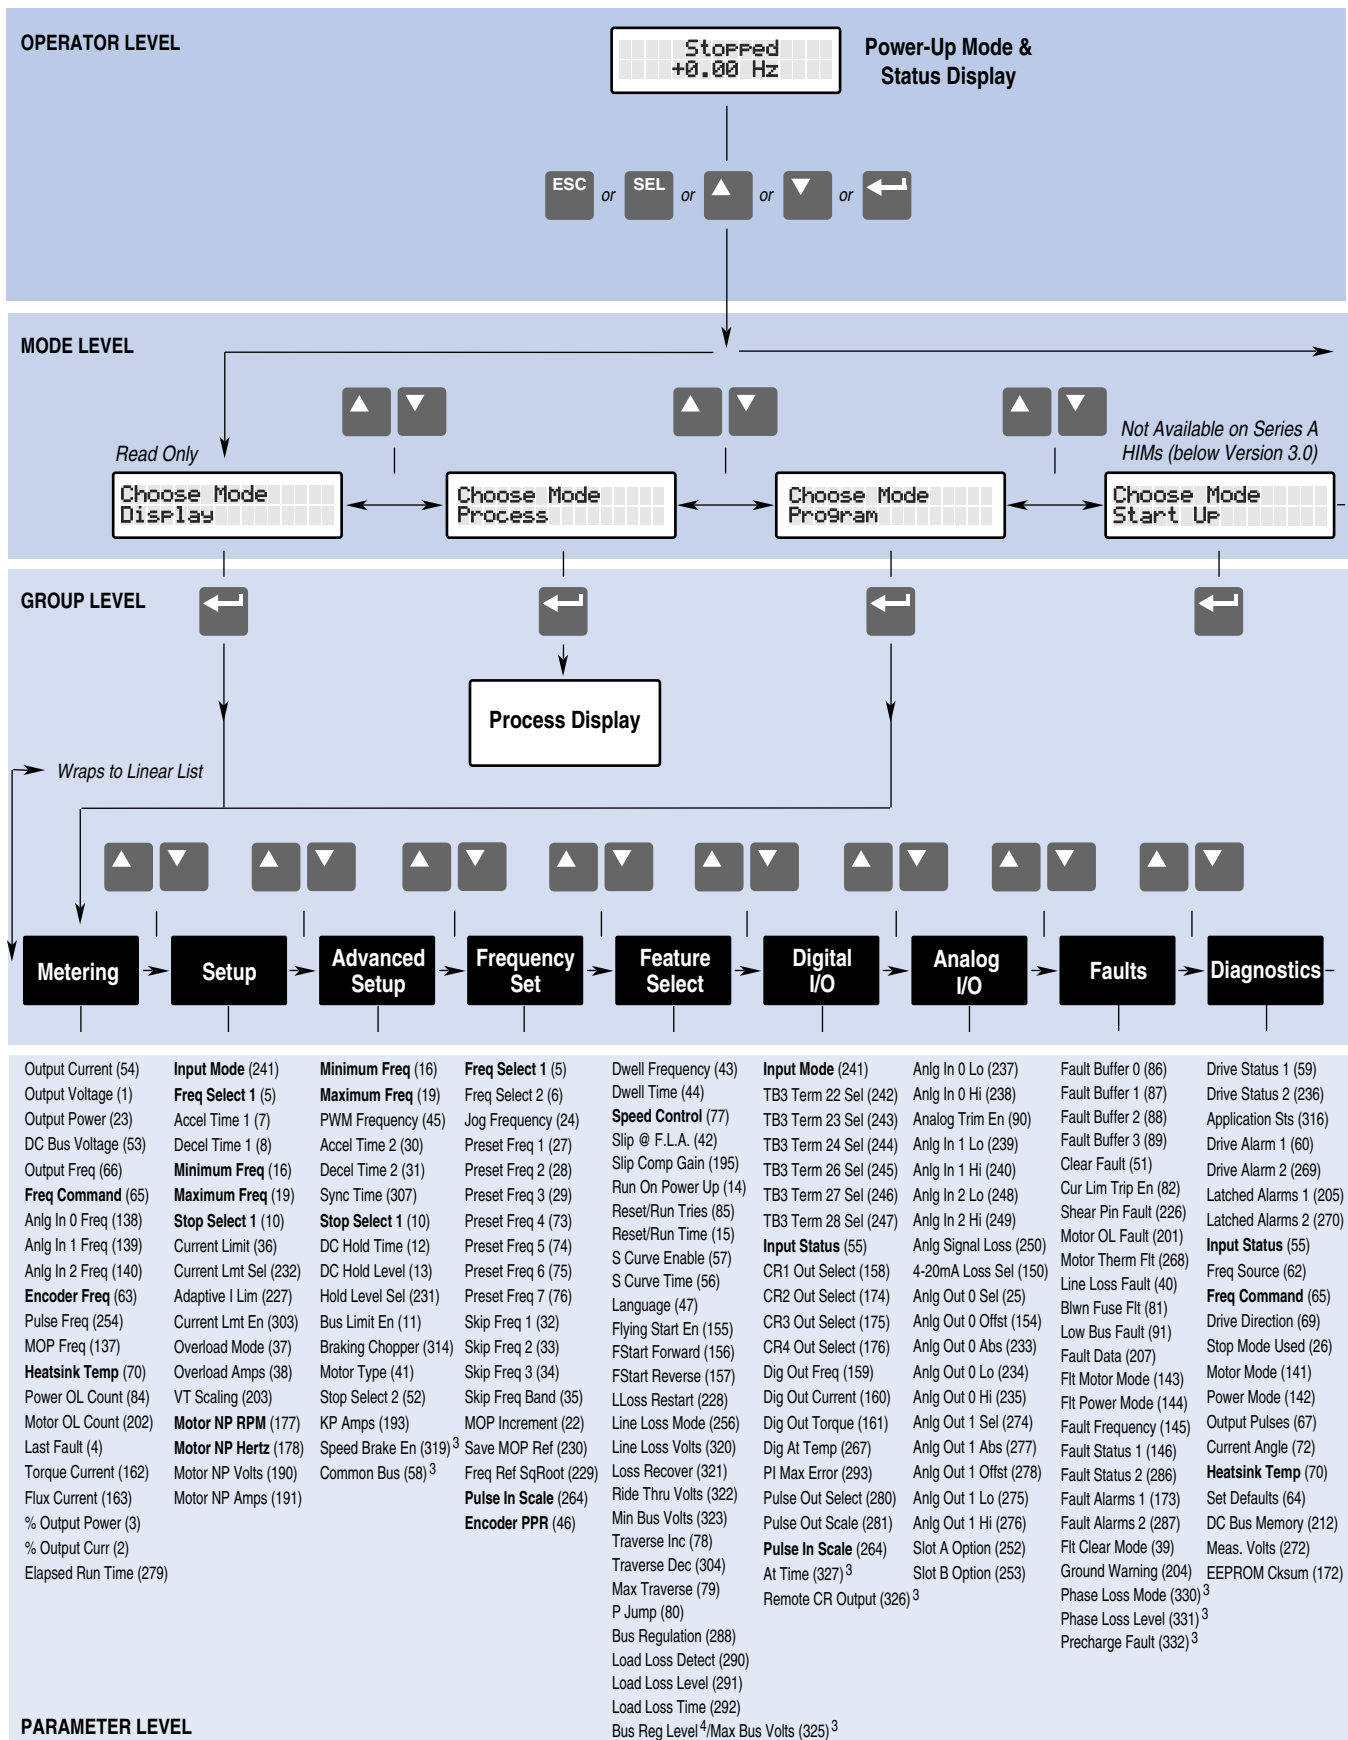 OPERATOR LEVEL
Stopped
+0.00 Hz
Power-Up Mode &
Status Display
ESC or SEL or or or
MODE LEVEL
Read Only
Not Available on Series A
HIMs (below Version 3.0)
Choose Mode
Display
Choose Mode
Process
Choose Mode
Program
Choose Mode
Start Up
GROUP LEVEL
Process Display
Wraps to Linear List
Metering
Setup
Advanced
Setup
Frequency
Set
Feature
Select
Digital
I/O
Analog
I/O
Faults
Diagnostics
Output Current (54)
Output Voltage (1)
Output Power (23)
DC Bus Voltage (53)
Output Freq (66)
Freq Command (65)
Anlg In 0 Freq (138)
Anlg In 1 Freq (139)
Anlg In 2 Freq (140)
Encoder Freq (63)
Pulse Freq (254)
MOP Freq (137)
Heatsink Temp (70)
Power OL Count (84)
Motor OL Count (202)
Last Fault (4)
Torque Current (162)
Flux Current (163)
% Output Power (3)
% Output Curr (2)
Elapsed Run Time (279)
Input Mode (241)
Freq Select 1 (5)
Accel Time 1 (7)
Decel Time 1 (8)
Minimum Freq (16)
Maximum Freq (19)
Stop Select 1 (10)
Current Limit (36)
Current Lmt Sel (232)
Adaptive I Lim (227)
Current Lmt En (303)
Overload Mode (37)
Overload Amps (38)
VT Scaling (203)
Motor NP RPM (177)
Motor NP Hertz (178)
Motor NP Volts (190)
Motor NP Amps (191)
Minimum Freq (16)
Maximum Freq (19)
PWM Frequency (45)
Accel Time 2 (30)
Decel Time 2 (31)
Sync Time (307)
Stop Select 1 (10)
DC Hold Time (12)
DC Hold Level (13)
Hold Level Sel (231)
Bus Limit En (11)
Braking Chopper (314)
Motor Type (41)
Stop Select 2 (52)
KP Amps (193)
Speed Brake En (319) 3
Common Bus (58) 3
Freq Select 1 (5)
Freq Select 2 (6)
Jog Frequency (24)
Preset Freq 1 (27)
Preset Freq 2 (28)
Preset Freq 3 (29)
Preset Freq 4 (73)
Preset Freq 5 (74)
Preset Freq 6 (75)
Preset Freq 7 (76)
Skip Freq 1 (32)
Skip Freq 2 (33)
Skip Freq 3 (34)
Skip Freq Band (35)
MOP Increment (22)
Save MOP Ref (230)
Freq Ref SqRoot (229)
Pulse In Scale (264)
Encoder PPR (46)
Dwell Frequency (43)
Dwell Time (44)
Speed Control (77)
Slip @ F.L.A. (42)
Slip Comp Gain (195)
Run On Power Up (14)
Reset/Run Tries (85)
Reset/Run Time (15)
S Curve Enable (57)
S Curve Time (56)
Language (47)
Flying Start En (155)
FStart Forward (156)
FStart Reverse (157)
LLoss Restart (228)
Line Loss Mode (256)
Line Loss Volts (320)
Loss Recover (321)
Ride Thru Volts (322)
Min Bus Volts (323)
Traverse Inc (78)
Traverse Dec (304)
Max Traverse (79)
P Jump (80)
Bus Regulation (288)
Load Loss Detect (290)
Load Loss Level (291)
Load Loss Time (292)
Bus Reg Level 4/Max Bus Volts (325) 3
Input Mode (241)
TB3 Term 22 Sel (242)
TB3 Term 23 Sel (243)
TB3 Term 24 Sel (244)
TB3 Term 26 Sel (245)
TB3 Term 27 Sel (246)
TB3 Term 28 Sel (247)
Input Status (55)
CR1 Out Select (158)
CR2 Out Select (174)
CR3 Out Select (175)
CR4 Out Select (176)
Dig Out Freq (159)
Dig Out Current (160)
Dig Out Torque (161)
Dig At Temp (267)
PI Max Error (293)
Pulse Out Select (280)
Pulse Out Scale (281)
Pulse In Scale (264)
At Time (327) 3
Remote CR Output (326) 3
Anlg In 0 Lo (237)
Anlg In 0 Hi (238)
Analog Trim En (90)
Anlg In 1 Lo (239)
Anlg In 1 Hi (240)
Anlg In 2 Lo (248)
Anlg In 2 Hi (249)
Anlg Signal Loss (250)
4-20mA Loss Sel (150)
Anlg Out 0 Sel (25)
Anlg Out 0 Offst (154)
Anlg Out 0 Abs (233)
Anlg Out 0 Lo (234)
Anlg Out 0 Hi (235)
Anlg Out 1 Sel (274)
Anlg Out 1 Abs (277)
Anlg Out 1 Offst (278)
Anlg Out 1 Lo (275)
Anlg Out 1 Hi (276)
Slot A Option (252)
Slot B Option (253)
Fault Buffer 0 (86)
Fault Buffer 1 (87)
Fault Buffer 2 (88)
Fault Buffer 3 (89)
Clear Fault (51)
Cur Lim Trip En (82)
Shear Pin Fault (226)
Motor OL Fault (201)
Motor Therm Flt (268)
Line Loss Fault (40)
Blwn Fuse Flt (81)
Low Bus Fault (91)
Fault Data (207)
Flt Motor Mode (143)
Flt Power Mode (144)
Fault Frequency (145)
Fault Status 1 (146)
Fault Status 2 (286)
Fault Alarms 1 (173)
Fault Alarms 2 (287)
Flt Clear Mode (39)
Ground Warning (204)
Phase Loss Mode (330) 3
Phase Loss Level (331) 3
Precharge Fault (332) 3
Drive Status 1 (59)
Drive Status 2 (236)
Application Sts (316)
Drive Alarm 1 (60)
Drive Alarm 2 (269)
Latched Alarms 1 (205)
Latched Alarms 2 (270)
Input Status (55)
Freq Source (62)
Freq Command (65)
Drive Direction (69)
Stop Mode Used (26)
Motor Mode (141)
Power Mode (142)
Output Pulses (67)
Current Angle (72)
Heatsink Temp (70)
Set Defaults (64)
DC Bus Memory (212)
Meas. Volts (272)
EEPROM Cksum (172)
PARAMETER LEVEL